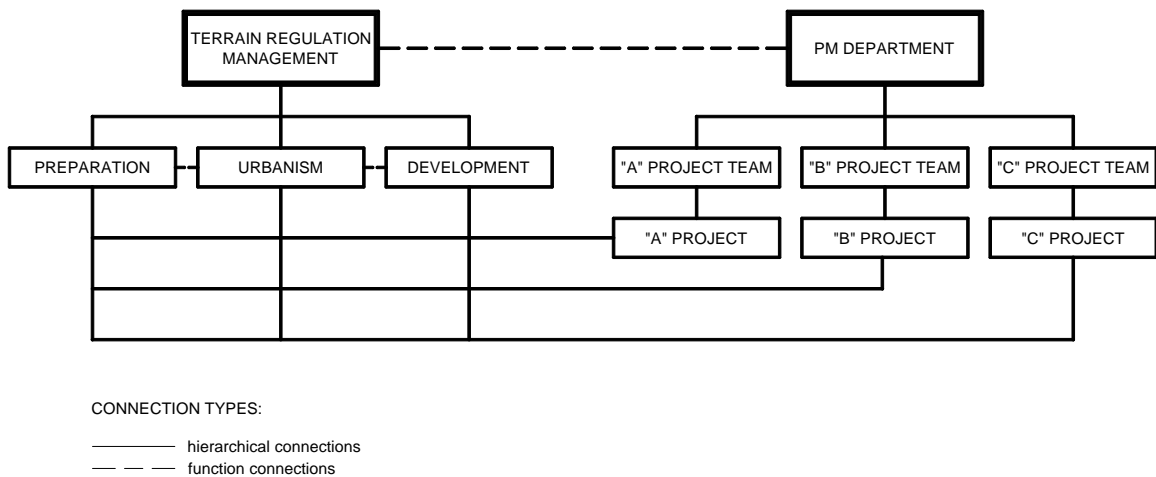 TERRAIN REGULATION
MANAGEMENT
PM DEPARTMENT
PREPARATION
URBANISM
DEVELOPMENT
"A" PROJECT TEAM
"B" PROJECT TEAM
"C" PROJECT TEAM
"A" PROJECT
"B" PROJECT
"C" PROJECT
CONNECTION TYPES:
hierarchical connections
function connections